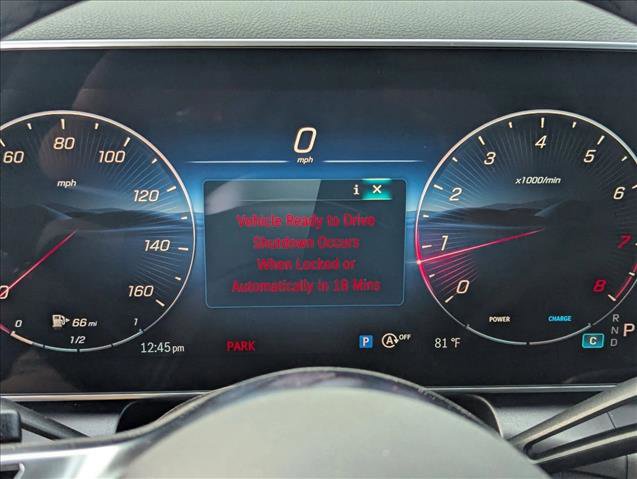 0
mph
60
80
100
120
140
160
mph
0
0
1/2
1
66 mi
12:45 pm
PARK
i ×
Vehicle Ready to Drive
Shutdown Occurs
When Locked or
Automatically In 18 Mins
P
A OFF
81 °F
4
3
5
2
6
1
7
0
8
x1000/min
POWER
CHARGE
R
N
D
P
C